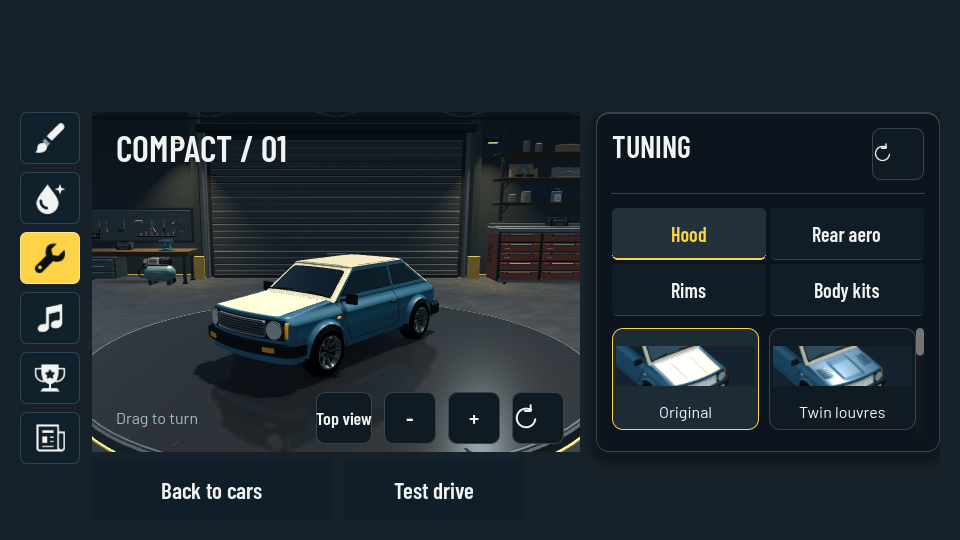 COMPACT / 01
TUNING
Hood
Rear aero
Rims
Body kits
Original
Twin louvres
Drag to turn
Top view
-
+
Back to cars
Test drive